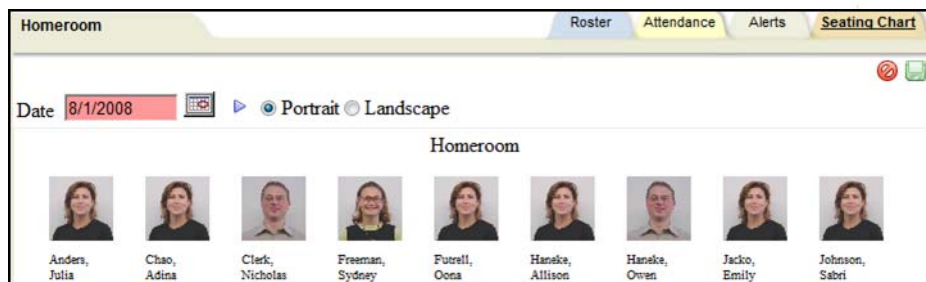 Homeroom Roster Attendance Alerts Seating Chart
Date 8/1/2008 Portrait Landscape
Homeroom
Anders, Chao, Clerk, Freeman, Futrell, Haneke, Haneke, Jacko, Johnson,
Julia Adina Nicholas Sydney Oona Allison Owen Emily Sabri